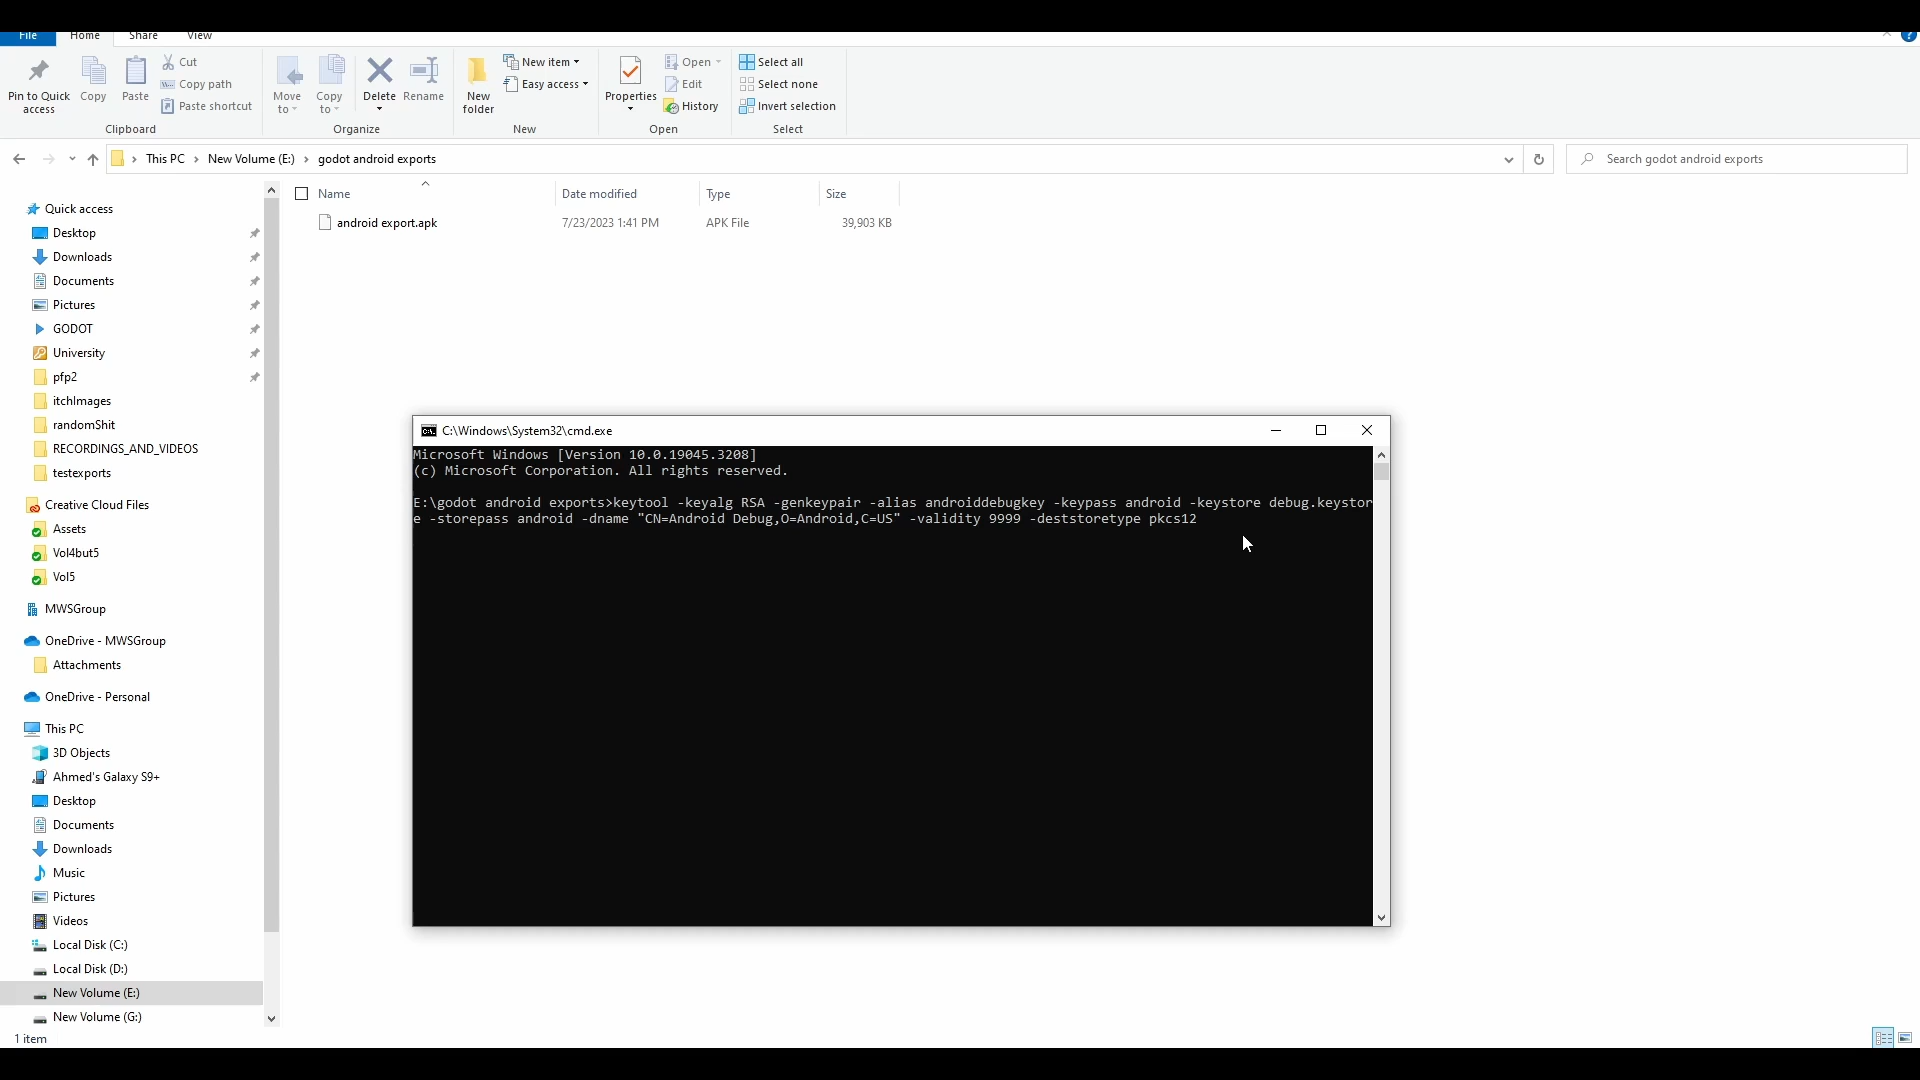 File Home Share View
Pin to Quick access
Copy
Paste
Cut
Copy path
Paste shortcut
Clipboard
Move to
Copy to
Delete
Rename
Organize
New folder
New item
Easy access
New
Properties
Open
Edit
History
Open
Select all
Select none
Invert selection
Select
This PC > New Volume (E:) > godot android exports
Search godot android exports
Name Date modified Type Size
android export.apk 7/23/2023 1:41 PM APK File 39,903 KB
Quick access
Desktop
Downloads
Documents
Pictures
GODOT
University
pfp2
itchImages
randomShit
RECORDINGS_AND_VIDEOS
testexports
Creative Cloud Files
Assets
Vol4but5
Vol5
MWSGroup
OneDrive - MWSGroup
Attachments
OneDrive - Personal
This PC
3D Objects
Ahmed's Galaxy S9+
Desktop
Documents
Downloads
Music
Pictures
Videos
Local Disk (C:)
Local Disk (D:)
New Volume (E:)
New Volume (G:)
1 item
C:\Windows\System32\cmd.exe
Microsoft Windows [Version 10.0.19045.3208]
(c) Microsoft Corporation. All rights reserved.
E:\godot android exports>keytool -keyalg RSA -genkeypair -alias androiddebugkey -keypass android -keystore debug.keystor
e -storepass android -dname "CN=Android Debug,O=Android,C=US" -validity 9999 -deststoretype pkcs12